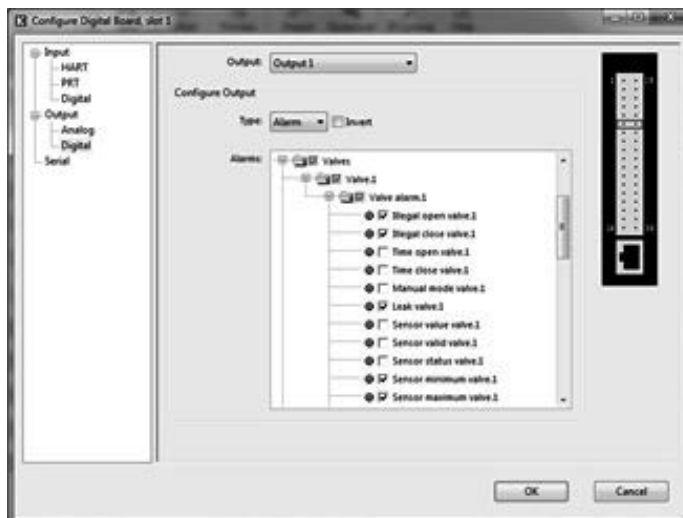 Configure Digital Board, slot 1
Input
HART
PRT
Digital
Output
Analog
Digital
Serial
Output: Output 1
Configure Output
Type: Alarm Invert
Alarms: Valves
Valve.1
Valve alarm.1
Illegal open valve.1
Illegal close valve.1
Time open valve.1
Time close valve.1
Manual mode valve.1
Leak valve.1
Sensor value valve.1
Sensor valid valve.1
Sensor status valve.1
Sensor minimum valve.1
Sensor maximum valve.1
OK Cancel